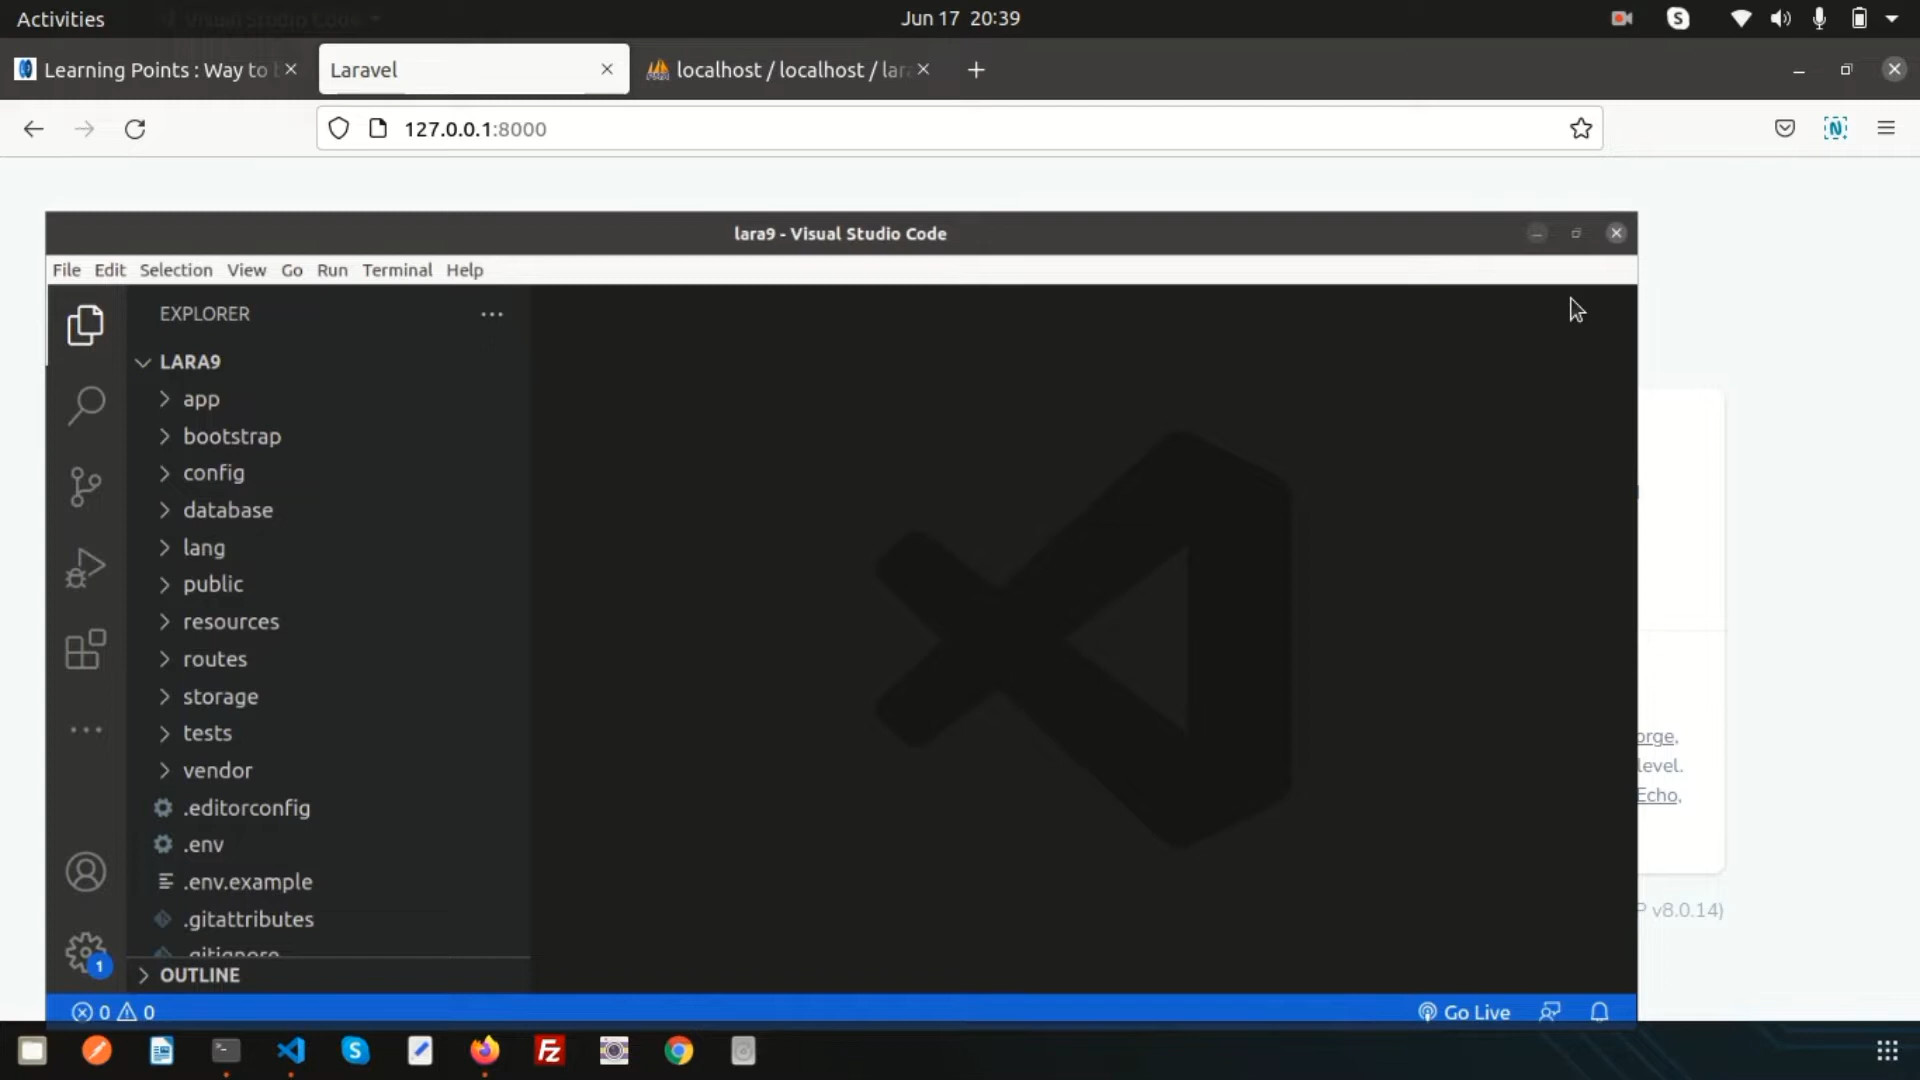 Activities
Jun 17 20:39
Learning Points : Way to
Laravel
localhost / localhost / lar
127.0.0.1:8000
lara9 - Visual Studio Code
File Edit Selection View Go Run Terminal Help
EXPLORER
LARA9
app
bootstrap
config
database
lang
public
resources
routes
storage
tests
vendor
.editorconfig
.env
.env.example
.gitattributes
.gitignore
OUTLINE
1
0 0
Go Live
orge,
level.
Echo,
P v8.0.14)